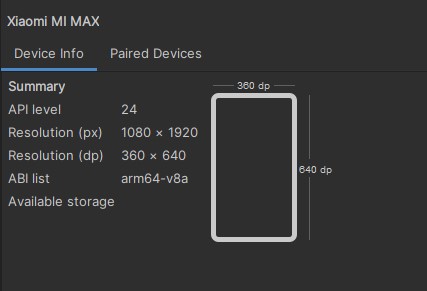 Xiaomi MI MAX
Device Info Paired Devices
Summary
API level 24
Resolution (px) 1080 × 1920
Resolution (dp) 360 × 640
ABI list arm64-v8a
Available storage
360 dp
640 dp